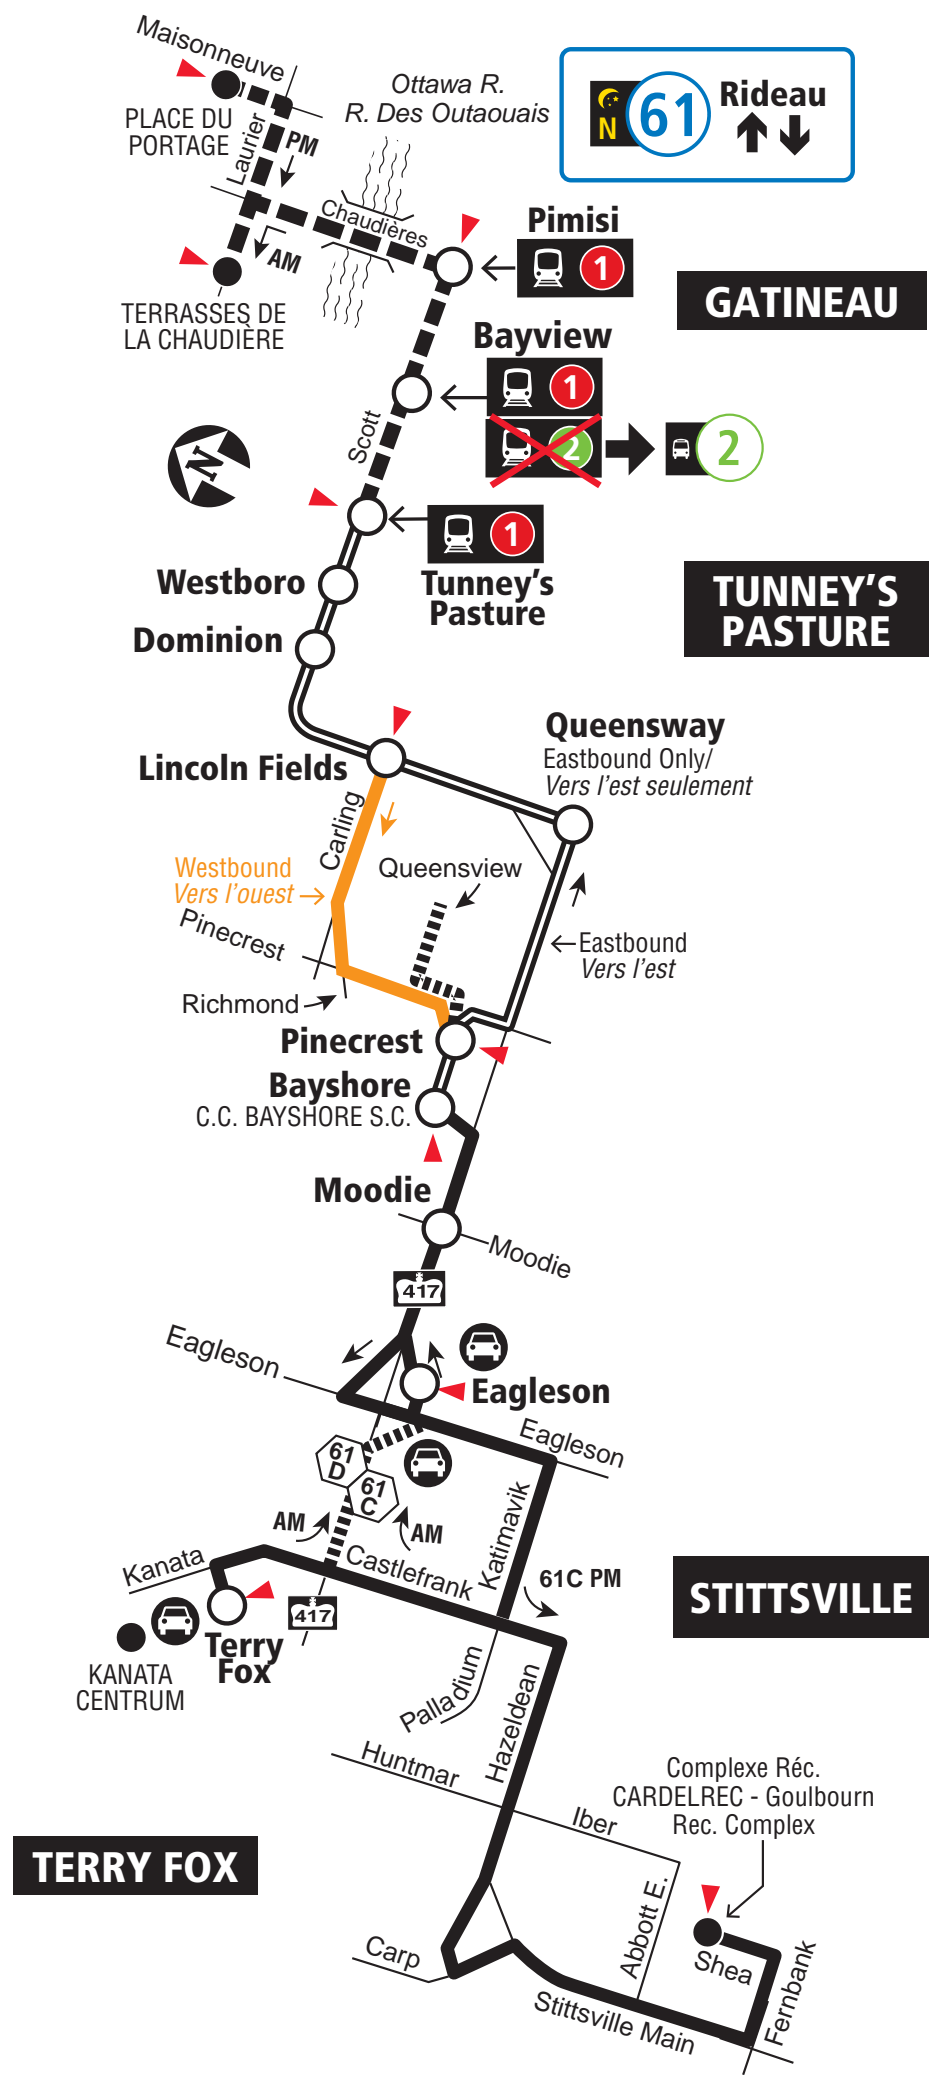 Maisonneuve
PLACE DU
PORTAGE
Laurier
PM
Ottawa R.
R. Des Outaouais
N
61
Rideau
Chaudières
AM
TERRASSES DE
LA CHAUDIÈRE
Pimisi
1
GATINEAU
Bayview
1
2
2
Scott
N
1
Tunney's
Pasture
TUNNEY'S
PASTURE
Westboro
Dominion
Lincoln Fields
Queensway
Eastbound Only/
Vers l'est seulement
Carling
Queensview
Westbound
Vers l'ouest
Pinecrest
Eastbound
Vers l'est
Richmond
Pinecrest
Bayshore
C.C. BAYSHORE S.C.
Moodie
Moodie
417
Eagleson
Eagleson
Eagleson
61
D
61
C
AM
AM
Katimavik
Kanata
Castlefrank
61C PM
417
STITTSVILLE
Terry
Fox
KANATA
CENTRUM
Palladium
Hazeldean
Huntmar
Iber
Complexe Réc.
CARDELREC - Goulbourn
Rec. Complex
TERRY FOX
Abbott E.
Carp
Shea
Fernbank
Stittsville Main